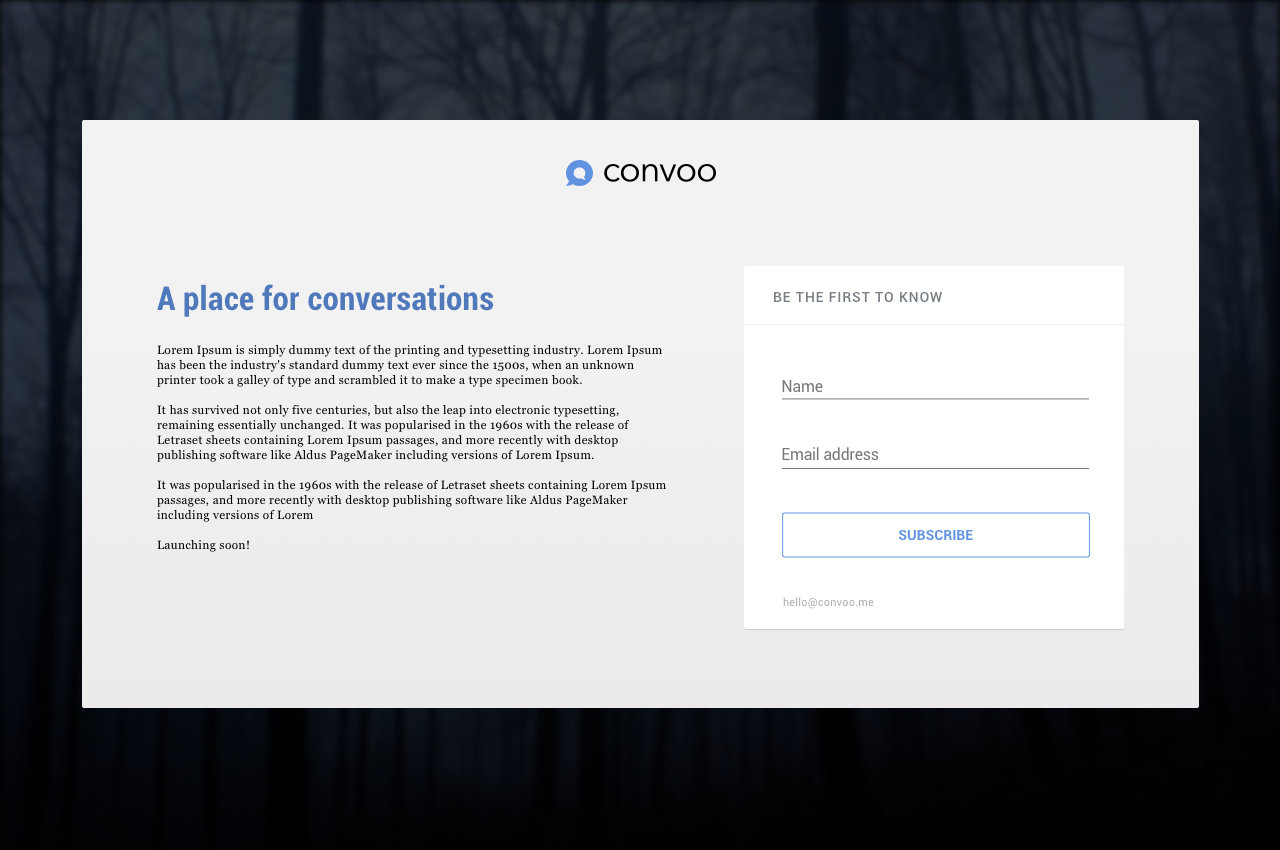 convoo
A place for conversations
Lorem Ipsum is simply dummy text of the printing and typesetting industry. Lorem Ipsum
has been the industry's standard dummy text ever since the 1500s, when an unknown
printer took a galley of type and scrambled it to make a type specimen book.
It has survived not only five centuries, but also the leap into electronic typesetting,
remaining essentially unchanged. It was popularised in the 1960s with the release of
Letraset sheets containing Lorem Ipsum passages, and more recently with desktop
publishing software like Aldus PageMaker including versions of Lorem Ipsum.
It was popularised in the 1960s with the release of Letraset sheets containing Lorem Ipsum
passages, and more recently with desktop publishing software like Aldus PageMaker
including versions of Lorem
Launching soon!
BE THE FIRST TO KNOW
Name
Email address
SUBSCRIBE
hello@convoo.me